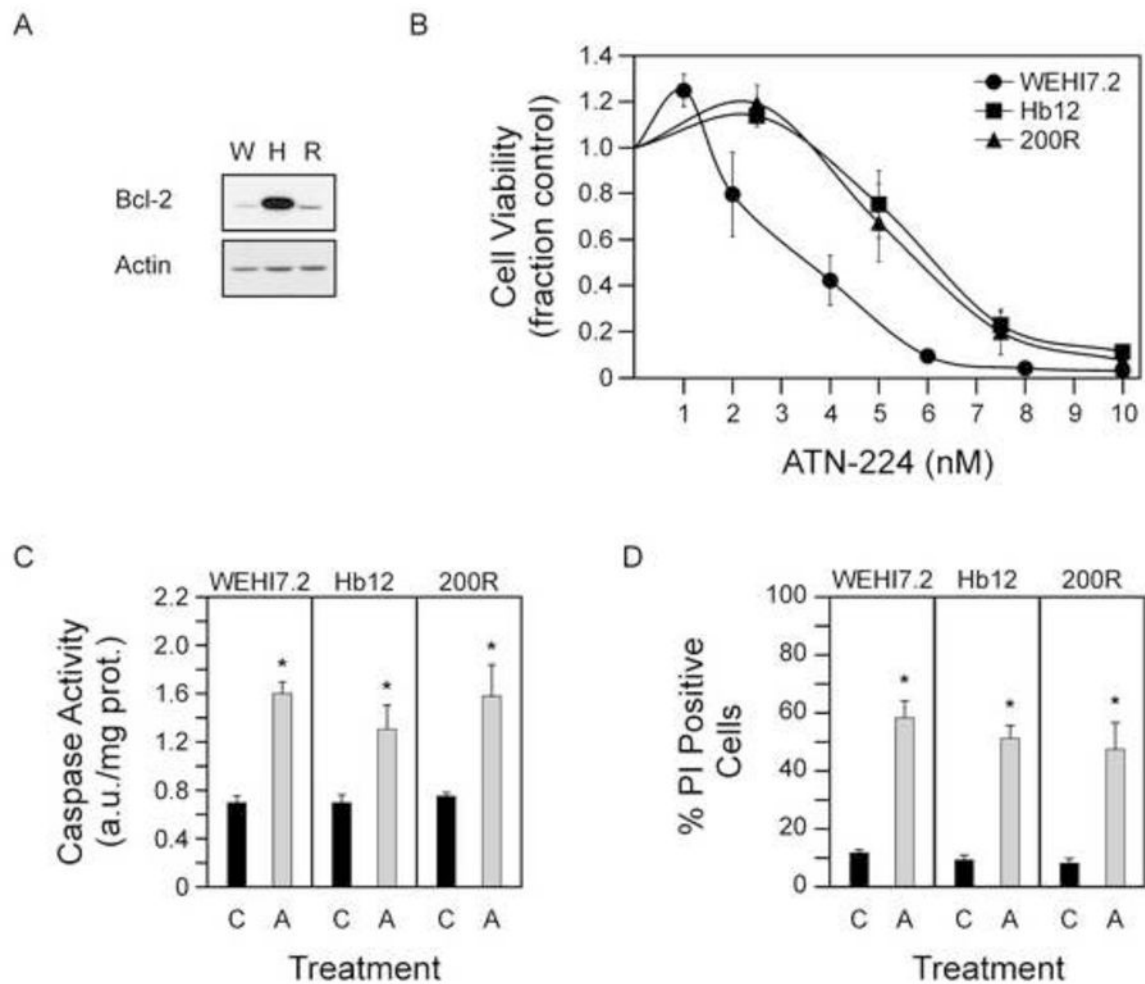 A
W H R
Bcl-2
Actin
B
Cell Viability
(fraction control)
1.4
1.2
1.0
0.8
0.6
0.4
0.2
0
WEHI7.2
Hb12
200R
1 2 3 4 5 6 7 8 9 10
ATN-224 (nM)
C
WEHI7.2 Hb12 200R
Caspase Activity
(a.u./mg prot.)
2.2
2.0
1.6
1.2
0.8
0.4
0
* * *
C A C A C A
Treatment
D
WEHI7.2 Hb12 200R
% PI Positive
Cells
100
80
60
40
20
10
0
* * *
C A C A C A
Treatment